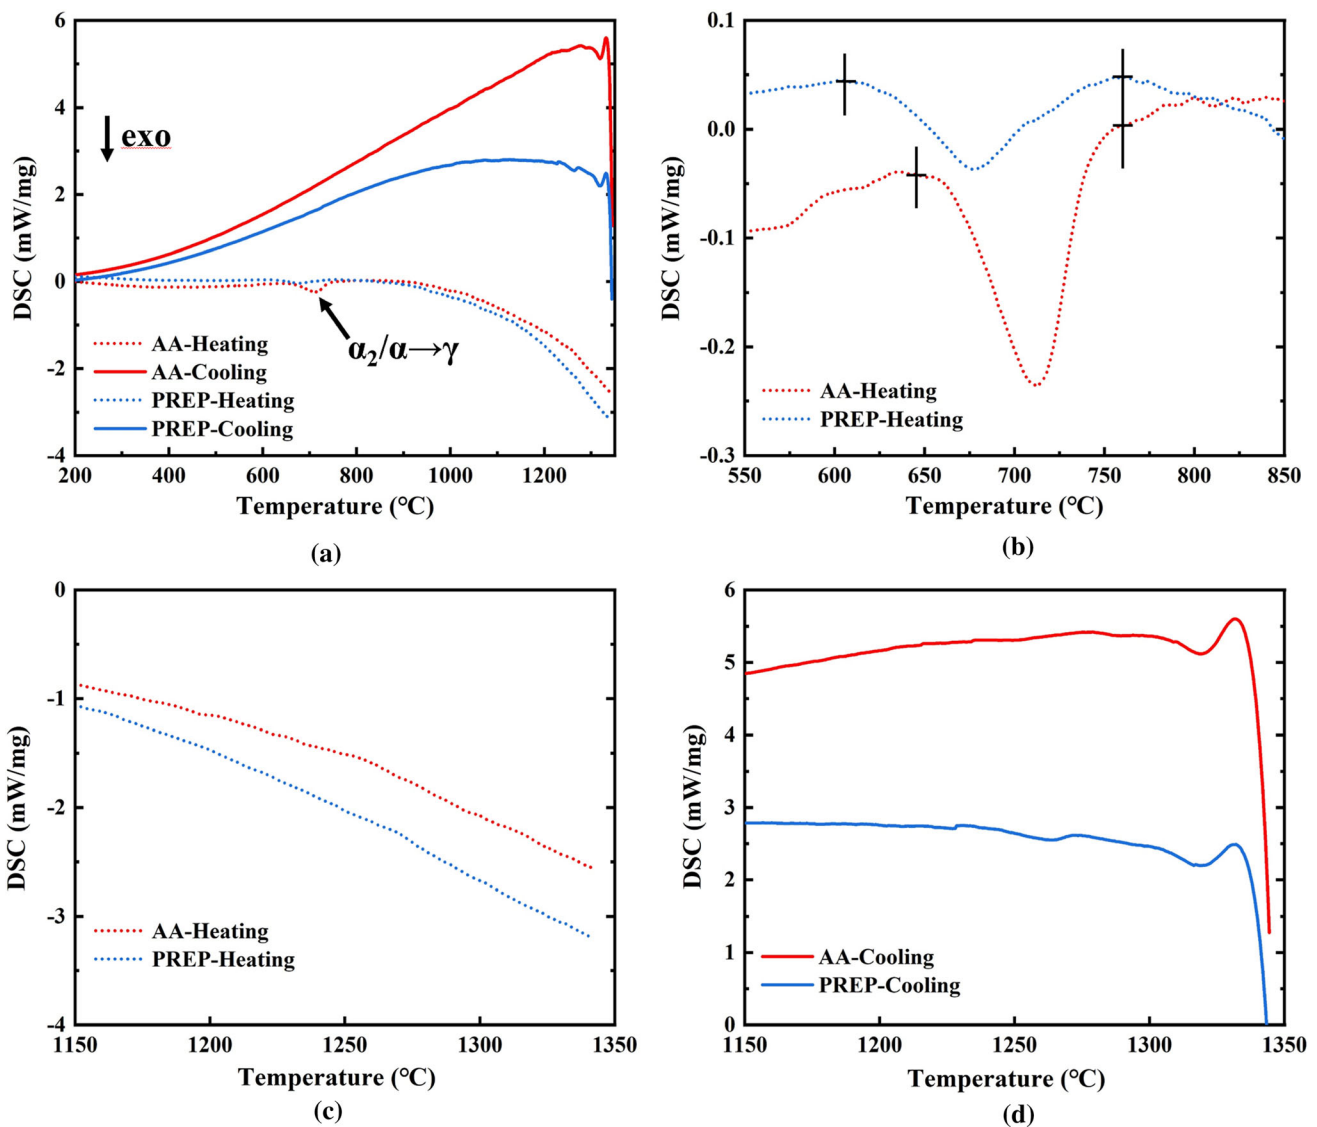 6
4
2
0
-2
-4
DSC (mW/mg)
exo
α₂/α→γ
AA-Heating
AA-Cooling
PREP-Heating
PREP-Cooling
200 400 600 800 1000 1200
Temperature (℃)
(a)
0.1
0.0
-0.1
-0.2
-0.3
DSC (mW/mg)
AA-Heating
PREP-Heating
550 600 650 700 750 800 850
Temperature (℃)
(b)
0
-1
-2
-3
-4
DSC (mW/mg)
AA-Heating
PREP-Heating
1150 1200 1250 1300 1350
Temperature (℃)
(c)
6
5
4
3
2
1
0
DSC (mW/mg)
AA-Cooling
PREP-Cooling
1150 1200 1250 1300 1350
Temperature (℃)
(d)